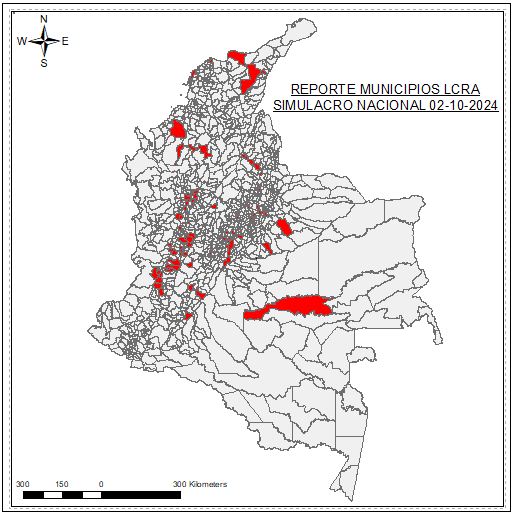 N
W E
S
REPORTE MUNICIPIOS LCRA
SIMULACRO NACIONAL 02-10-2024
300 150 0 300 Kilometers